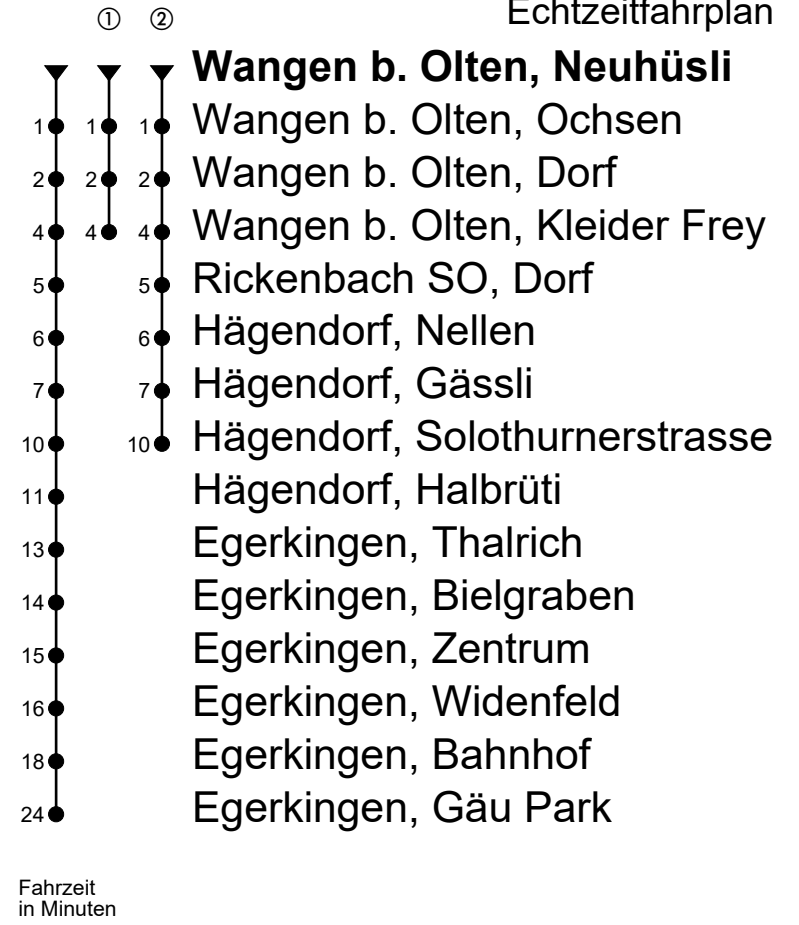 Echtzeitfahrplan
① ②
Wangen b. Olten, Neuhüsli
1 1 1 Wangen b. Olten, Ochsen
2 2 2 Wangen b. Olten, Dorf
4 4 4 Wangen b. Olten, Kleider Frey
5 5 Rickenbach SO, Dorf
6 6 Hägendorf, Nellen
7 7 Hägendorf, Gässli
10 10 Hägendorf, Solothurnerstrasse
11 Hägendorf, Halbrüti
13 Egerkingen, Thalrich
14 Egerkingen, Bielgraben
15 Egerkingen, Zentrum
16 Egerkingen, Widenfeld
18 Egerkingen, Bahnhof
24 Egerkingen, Gäu Park
Fahrzeit
in Minuten